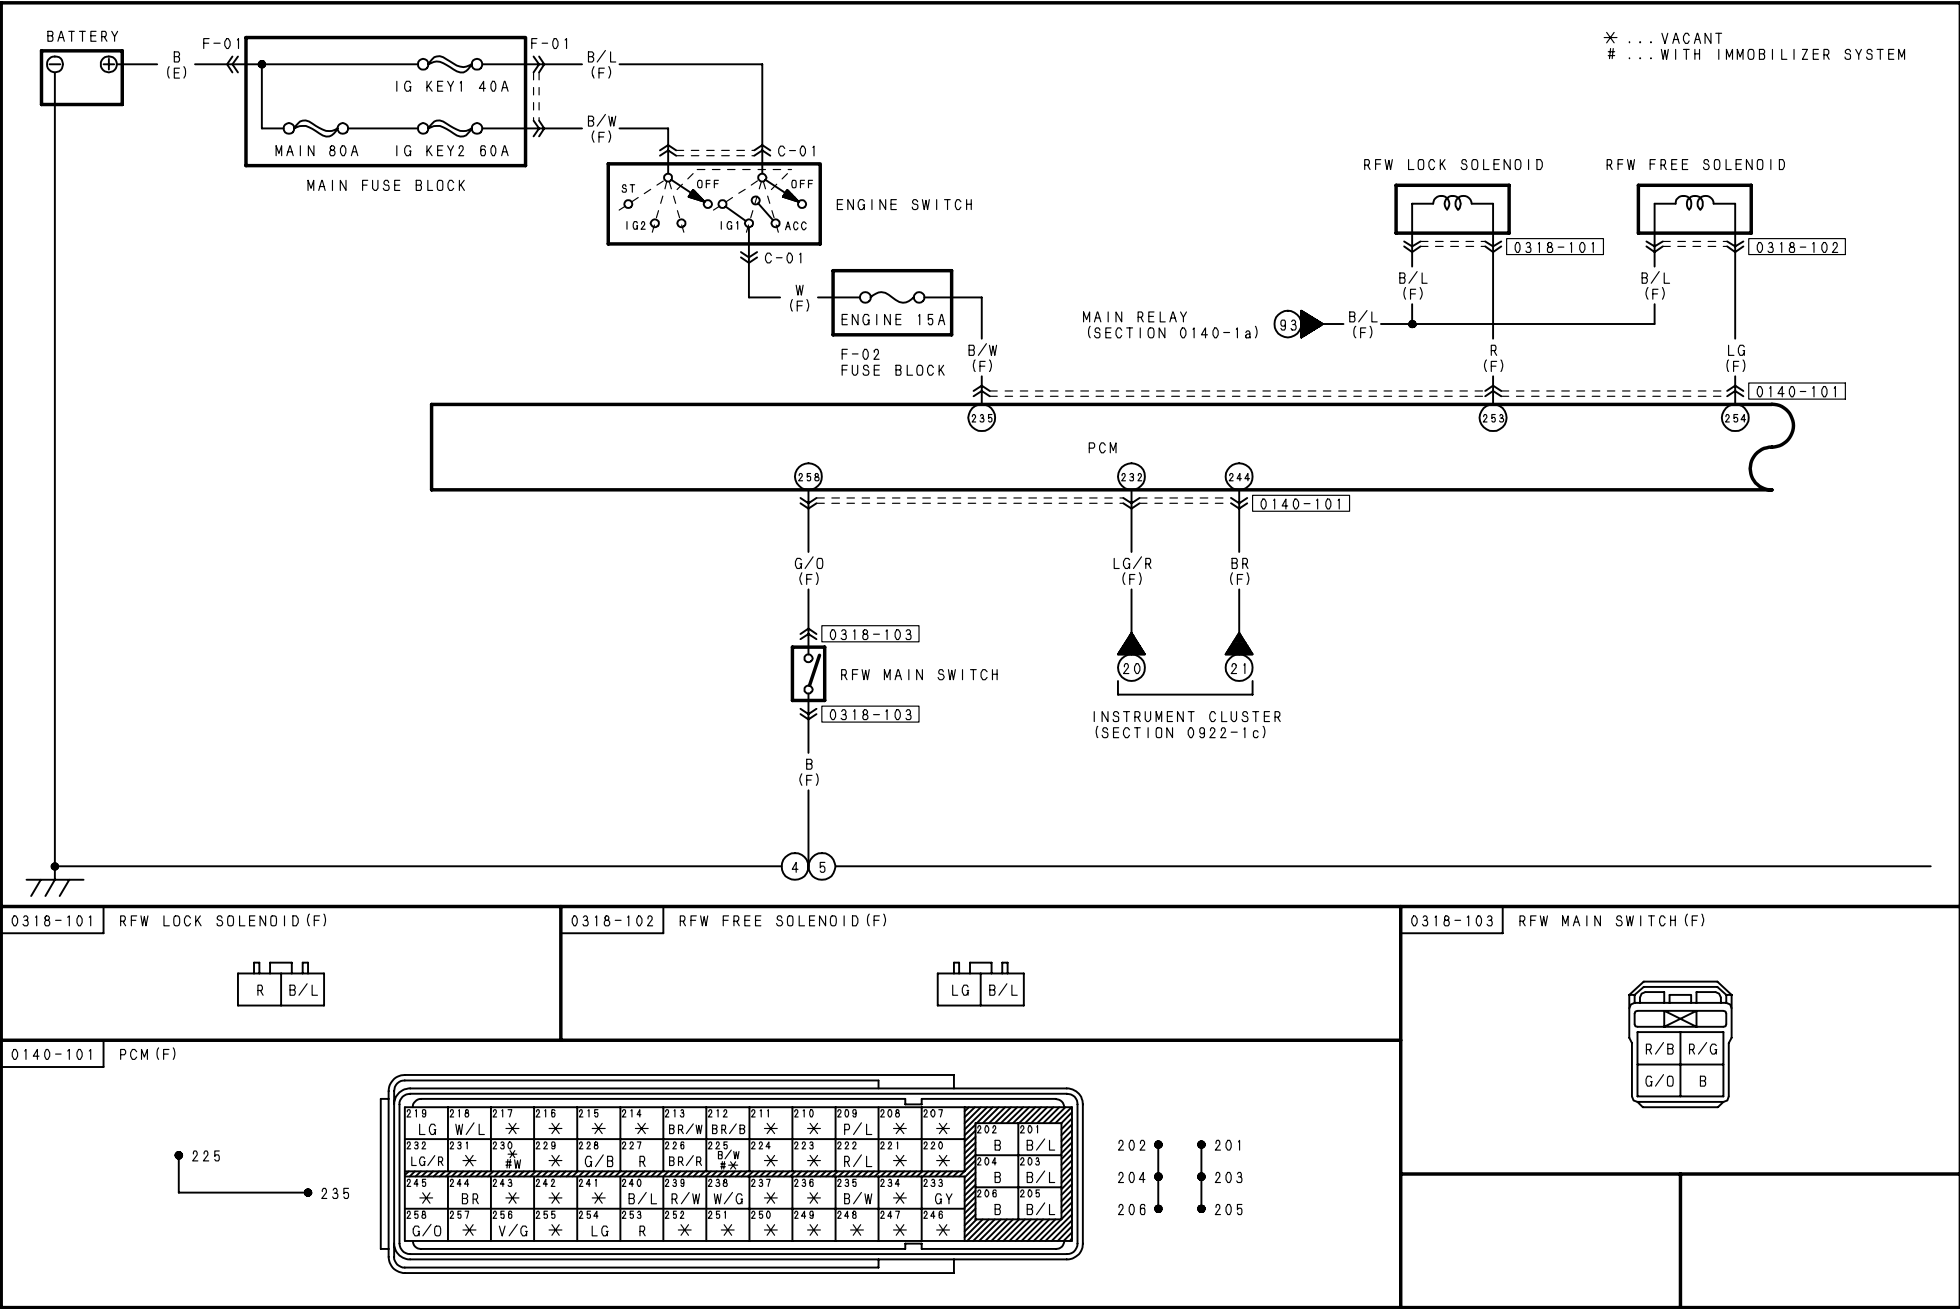 BATTERY
B
(E)
F-01
F-01
B/L
(F)
IG KEY1 40A
B/W
(F)
MAIN 80A
IG KEY2 60A
MAIN FUSE BLOCK
C-01
ST
OFF
OFF
IG2
IG1
ACC
ENGINE SWITCH
C-01
W
(F)
ENGINE 15A
F-02
FUSE BLOCK
B/W
(F)
* ... VACANT
# ... WITH IMMOBILIZER SYSTEM
RFW LOCK SOLENOID
RFW FREE SOLENOID
0318-101
0318-102
B/L
(F)
B/L
(F)
MAIN RELAY
(SECTION 0140-1a)
93
B/L
(F)
R
(F)
LG
(F)
0140-101
235
253
254
PCM
258
232
244
0140-101
G/O
(F)
LG/R
(F)
BR
(F)
0318-103
RFW MAIN SWITCH
0318-103
20
21
INSTRUMENT CLUSTER
(SECTION 0922-1c)
B
(F)
4
5
0318-101 RFW LOCK SOLENOID(F)
R B/L
0318-102 RFW FREE SOLENOID(F)
LG B/L
0318-103 RFW MAIN SWITCH(F)
R/B R/G
G/O B
0140-101 PCM(F)
225
235
219 218 217 216 215 214 213 212 211 210 209 208 207
LG W/L * * * * BR/W BR/B * * P/L * *
232 231 230 229 228 227 226 225 224 223 222 221 220
LG/R * * #W * G/B R BR/R B/W #* * * R/L * *
245 244 243 242 241 240 239 238 237 236 235 234 233
* BR * * * B/L R/W W/G * * B/W * GY
258 257 256 255 254 253 252 251 250 249 248 247 246
G/O * V/G * LG R * * * * * * *
202 201
B B/L
204 203
B B/L
206 205
B B/L
202 201
204 203
206 205